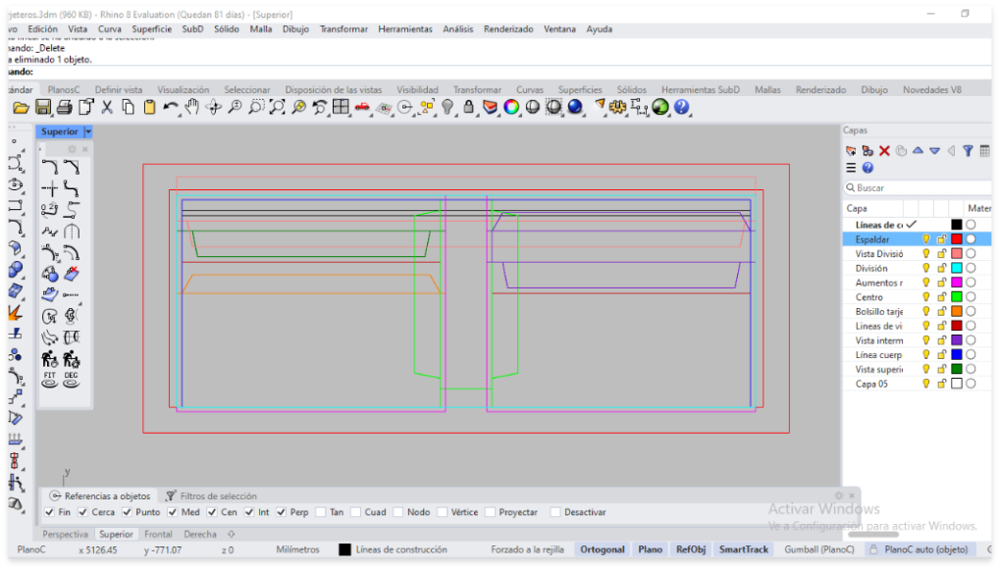 jeteros.3dm (960 KB) - Rhino 8 Evaluation (Quedan 81 días) - [Superior]
vo Edición Vista Curva Superficie SubD Sólido Malla Dibujo Transformar Herramientas Análisis Renderizado Ventana Ayuda
ando: _Delete
a eliminado 1 objeto.
ando:
ándar PlanosC Definir vista Visualización Seleccionar Disposición de las vistas Visibilidad Transformar Curvas Superficies Sólidos Herramientas SubD Mallas Renderizado Dibujo Novedades V8
Superior
Capas
Buscar
Capa Mater
Líneas de c
Espaldar
Vista Divisió
División
Aumentos r
Centro
Bolsillo tarje
Lineas de vi
Vista interm
Línea cuerp
Vista superi
Capa 05
FIT DEG
y
Referencias a objetos Filtros de selección
Fin Cerca Punto Med Cen Int Perp Tan Cuad Nodo Vértice Proyectar Desactivar
Activar Windows
Ve a Configuración para activar Windows.
Perspectiva Superior Frontal Derecha
PlanoC x 5126.45 y -771.07 z 0 Milímetros Líneas de construcción Forzado a la rejilla Ortogonal Plano RefObj SmartTrack Gumball (PlanoC) PlanoC auto (objeto)